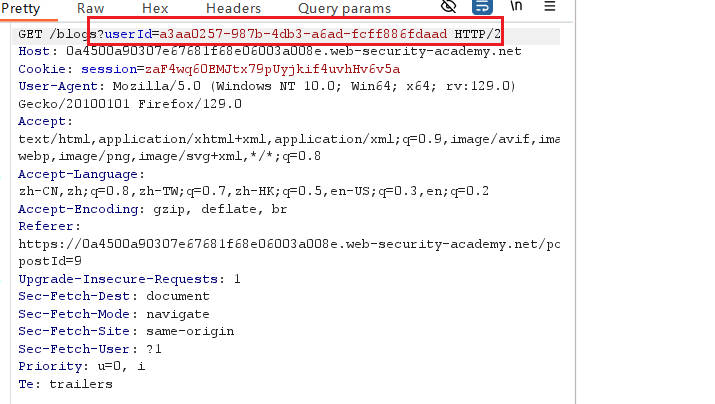 Pretty Raw Hex Headers Query params \n
GET /blogs?userId=a3aa0257-987b-4db3-a6ad-fcff886fdaad HTTP/2
Host: 0a4500a90307e67681f68e06003a008e.web-security-academy.net
Cookie: session=zaF4wq60EMJtx79pUyjkif4uvhHv6v5a
User-Agent: Mozilla/5.0 (Windows NT 10.0; Win64; x64; rv:129.0)
Gecko/20100101 Firefox/129.0
Accept:
text/html,application/xhtml+xml,application/xml;q=0.9,image/avif,ima
webp,image/png,image/svg+xml,*/*;q=0.8
Accept-Language:
zh-CN,zh;q=0.8,zh-TW;q=0.7,zh-HK;q=0.5,en-US;q=0.3,en;q=0.2
Accept-Encoding: gzip, deflate, br
Referer:
https://0a4500a90307e67681f68e06003a008e.web-security-academy.net/po
postId=9
Upgrade-Insecure-Requests: 1
Sec-Fetch-Dest: document
Sec-Fetch-Mode: navigate
Sec-Fetch-Site: same-origin
Sec-Fetch-User: ?1
Priority: u=0, i
Te: trailers